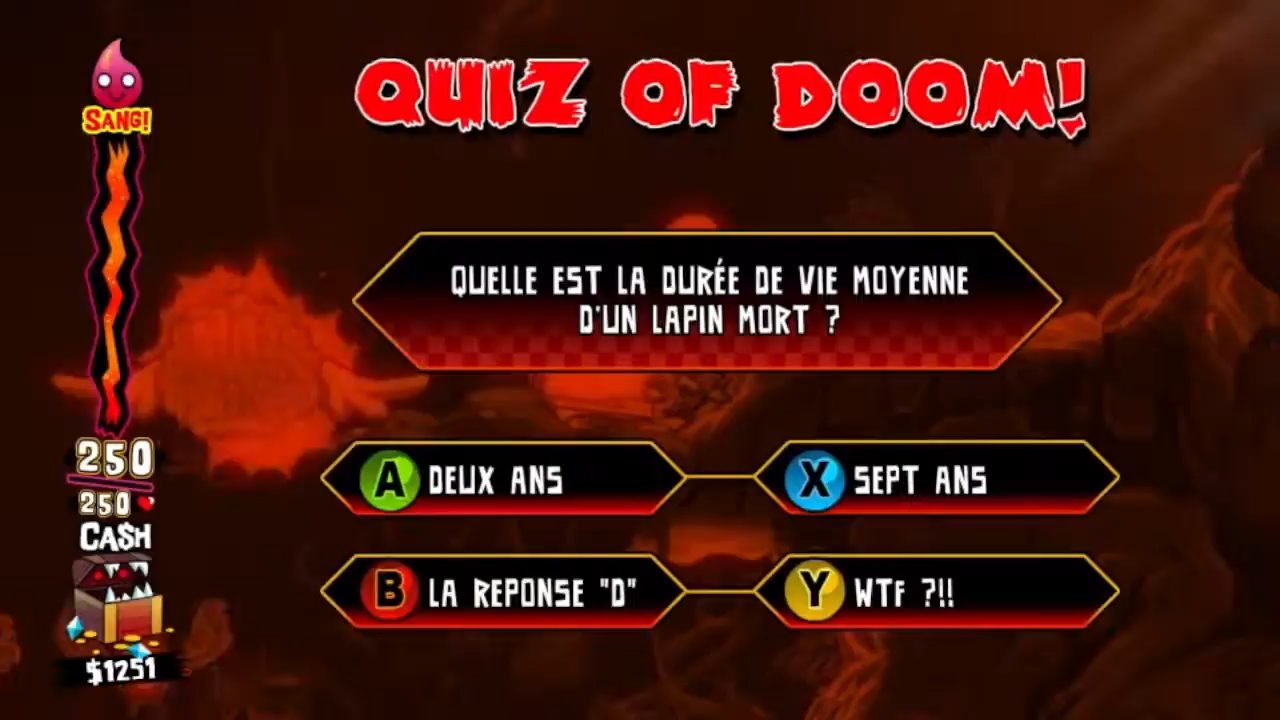 QUIZ OF DOOM!
SANG!
250
250
CA$H
$1251
QUELLE EST LA DURÉE DE VIE MOYENNE
D'UN LAPIN MORT ?
A DEUX ANS
X SEPT ANS
B LA REPONSE "D"
Y WTF ?!!